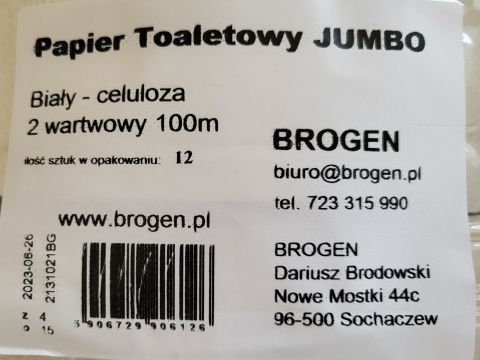 Papier Toaletowy JUMBO
Biały - celuloza
2 wartwowy 100m
ilość sztuk w opakowaniu: 12
www.brogen.pl
BROGEN
biuro@brogen.pl
tel. 723 315 990
BROGEN
Dariusz Brodowski
Nowe Mostki 44c
96-500 Sochaczew
2023-06-26
2131021BG
z 4
o 15
5 906729 906126